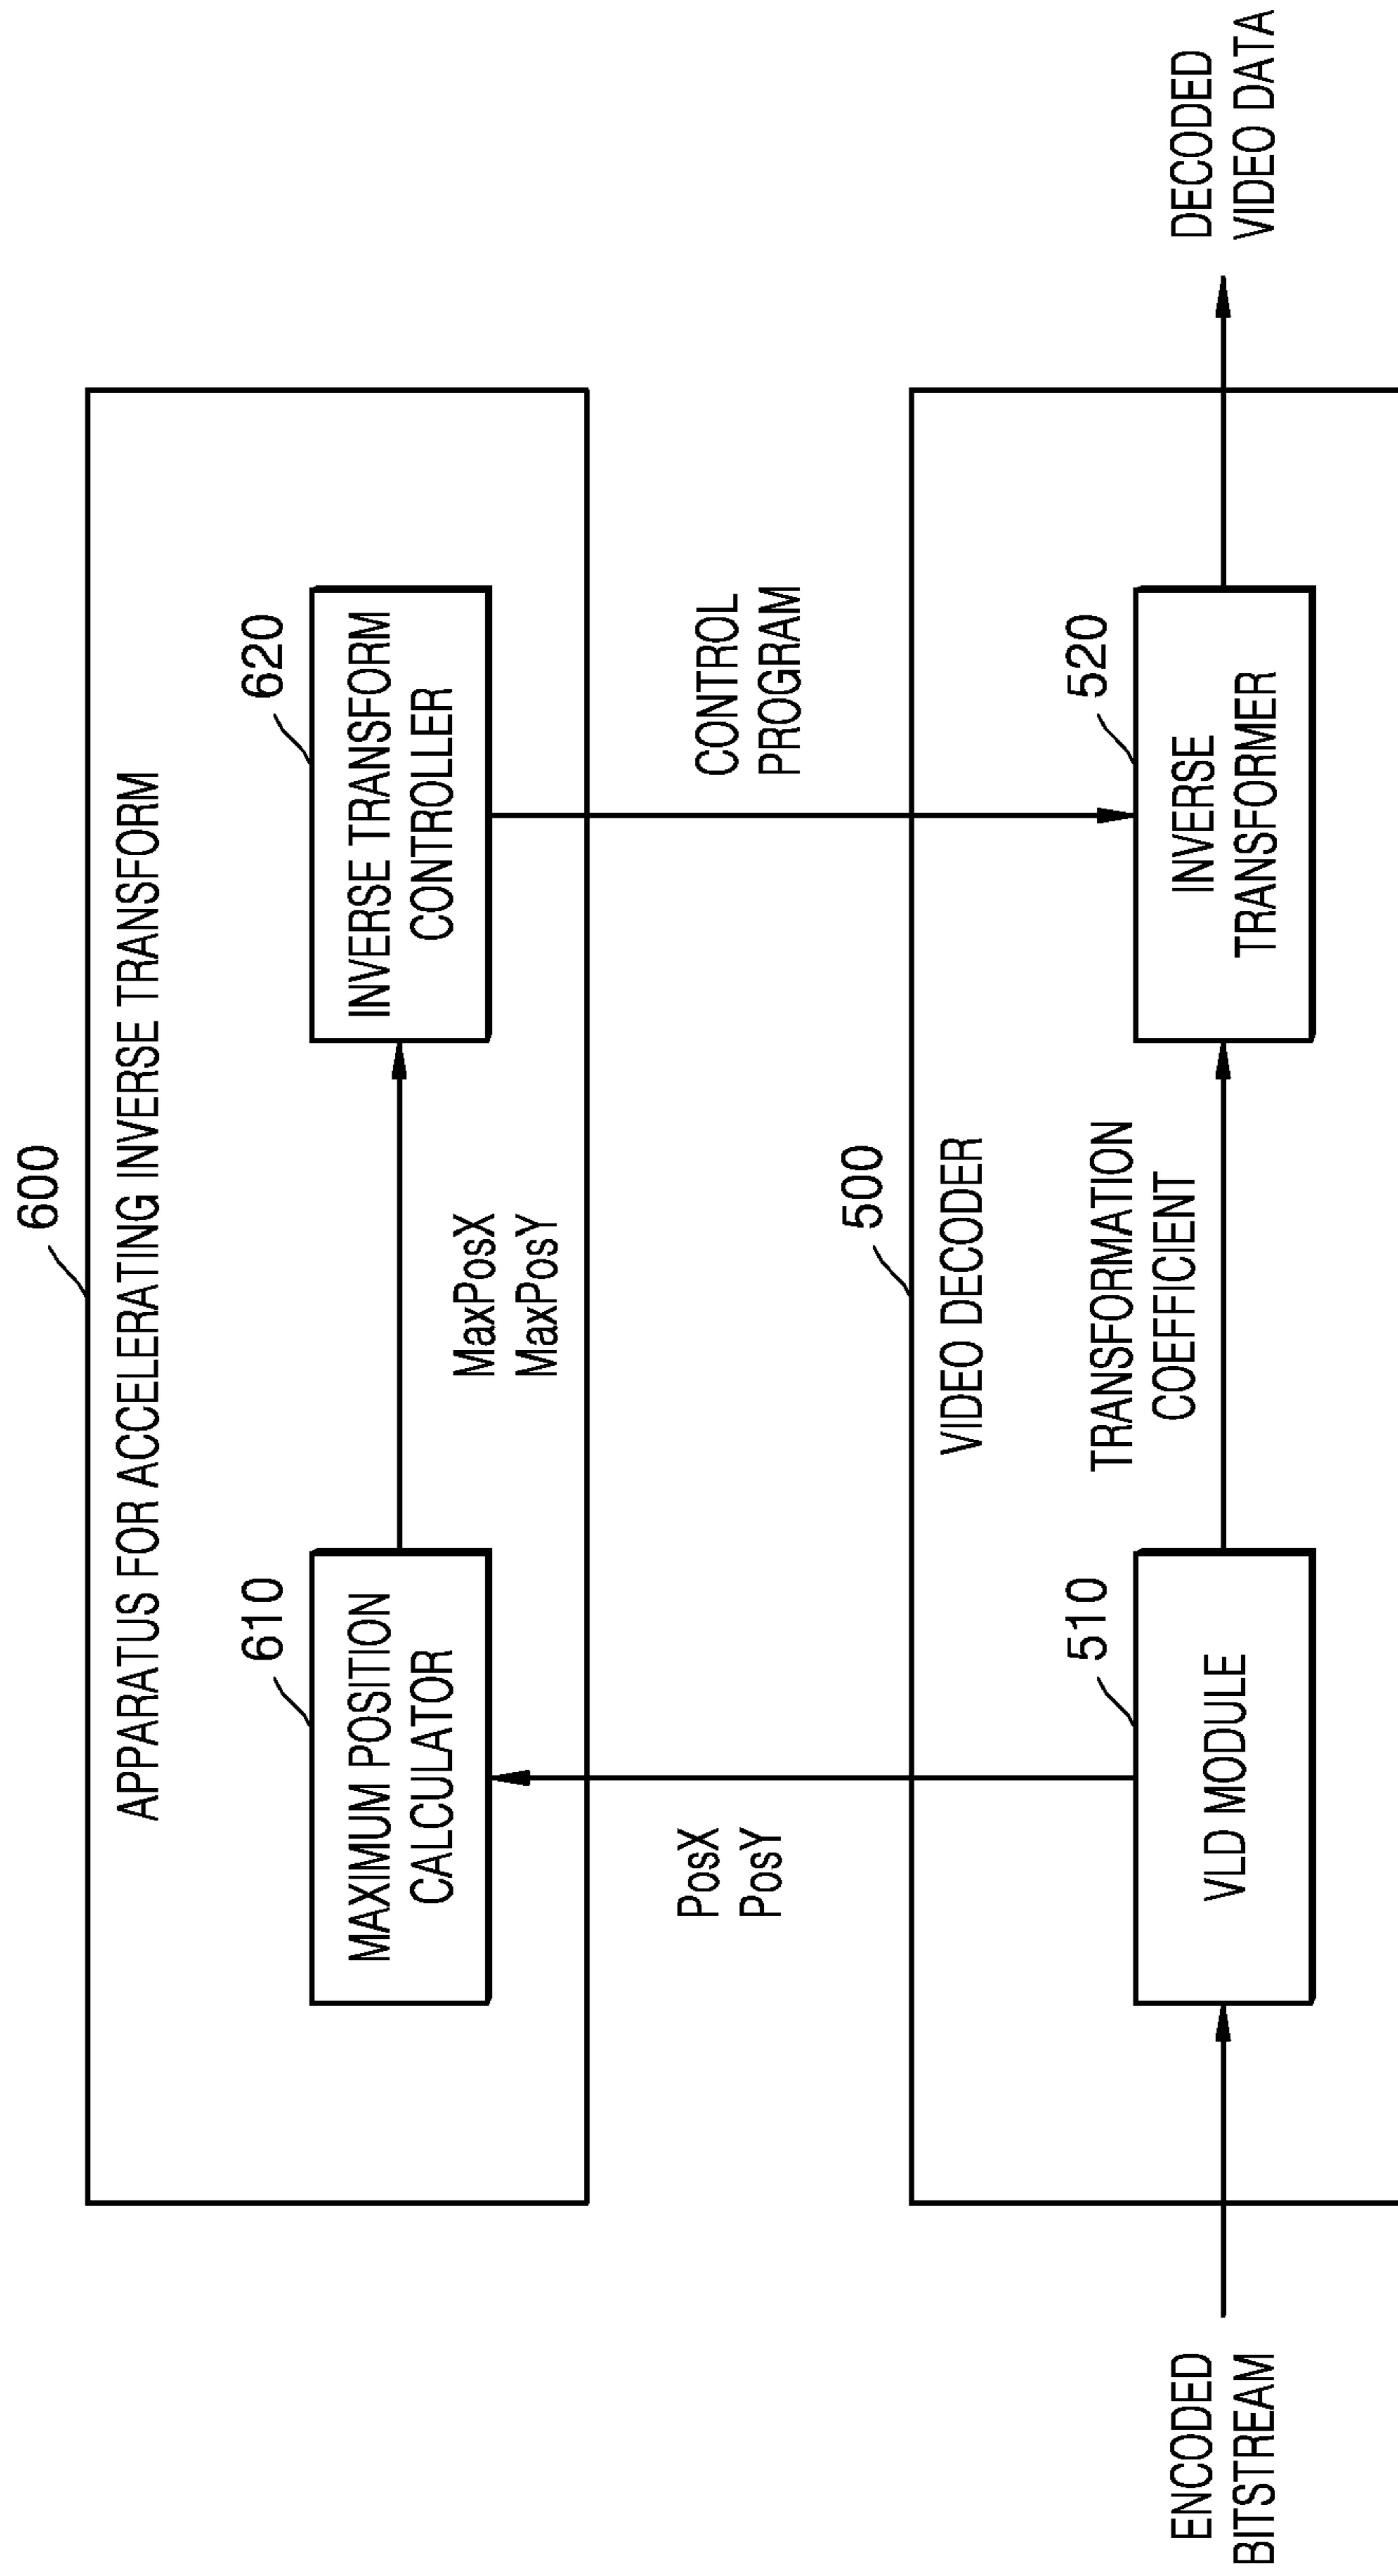 600
APPARATUS FOR ACCELERATING INVERSE TRANSFORM
610
MAXIMUM POSITION
CALCULATOR
MaxPosX
MaxPosY
620
INVERSE TRANSFORM
CONTROLLER
PosX
PosY
CONTROL
PROGRAM
500
VIDEO DECODER
ENCODED
BITSTREAM
510
VLD MODULE
TRANSFORMATION
COEFFICIENT
520
INVERSE
TRANSFORMER
DECODED
VIDEO DATA